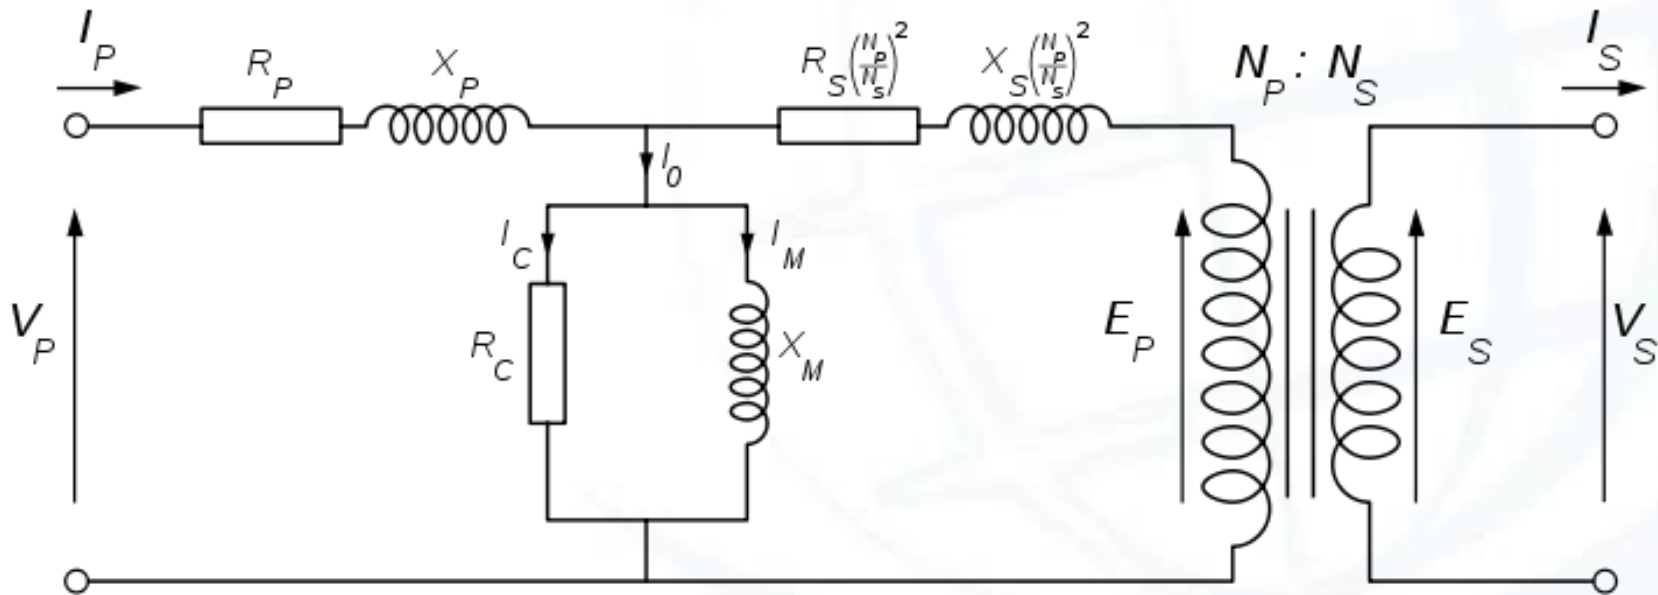 I_P
R_P
X_P
R_S(N_P/N_s)^2
X_S(N_P/N_s)^2
N_P : N_S
I_S
I_0
I_C
I_M
V_P
R_C
X_M
E_P
E_S
V_S